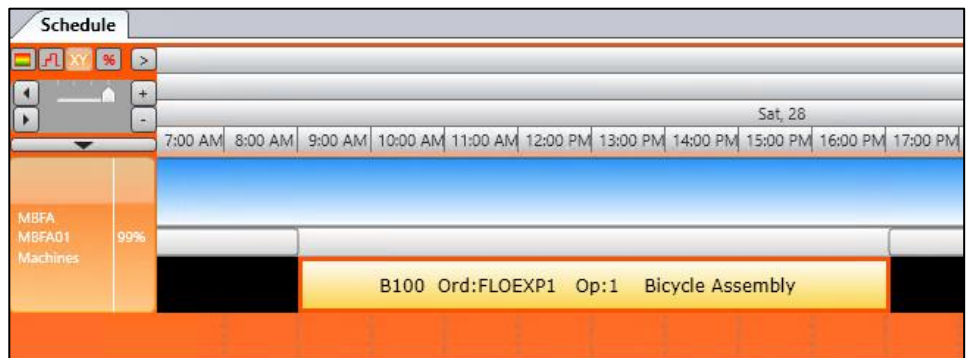 Schedule
XY % >
+
-
Sat, 28
7:00 AM 8:00 AM 9:00 AM 10:00 AM 11:00 AM 12:00 PM 13:00 PM 14:00 PM 15:00 PM 16:00 PM 17:00 PM
MBFA
MBFA01 99%
Machines
B100 Ord:FLOEXP1 Op:1 Bicycle Assembly